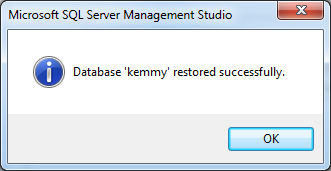 Microsoft SQL Server Management Studio
Database 'kemmy' restored successfully.
OK